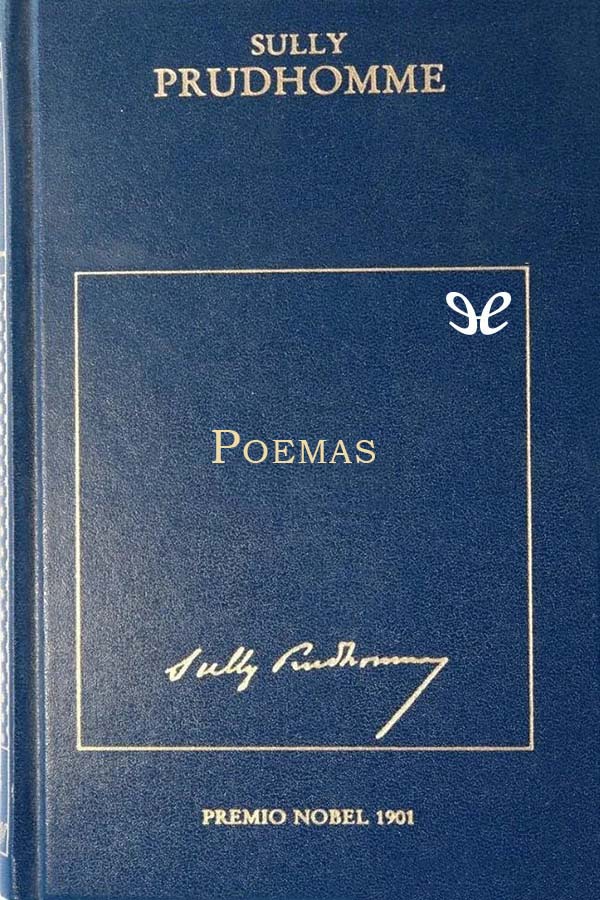 SULLY
PRUDHOMME
POEMAS
Sully Prudhomme
PREMIO NOBEL 1901